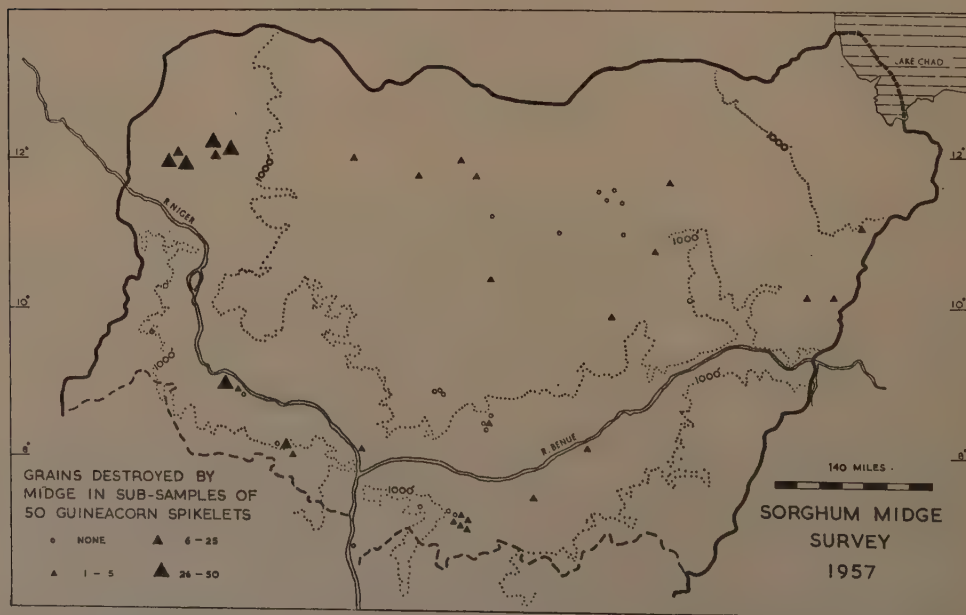 LAKE CHAD
12°
12°
1000'
1000'
R. NIGER
1000'
10°
10°
1000'
1000'
R. BENUE
8°
8°
1000'
GRAINS DESTROYED BY
MIDGE IN SUB-SAMPLES OF
50 GUINEACORN SPIKELETS
NONE
6-25
1-5
26-50
140 MILES
SORGHUM MIDGE
SURVEY
1957